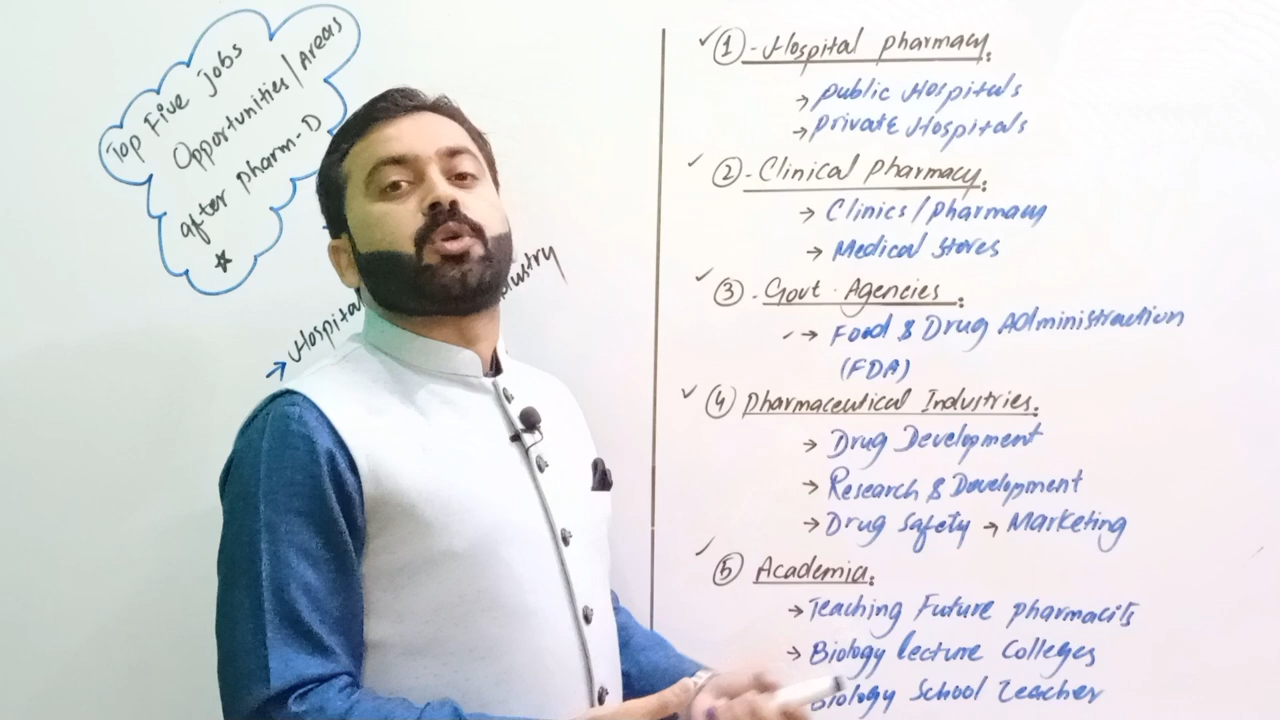 Top Five jobs
Opportunities/Areas
after pharm-D
→ Hospital
✓ ① - Hospital pharmacy.
→ public Hospitals
→ private Hospitals
✓ ② - Clinical Pharmacy.
→ Clinics/pharmacy
→ Medical stores
✓ ③ - Govt. Agencies.
→ Food & Drug Administraction
(FDA)
✓ ④ Pharmaceutical Industries.
→ Drug Development
→ Research & Development
→ Drug Safety → Marketing
✓ ⑤ Academia.
→ Teaching Future pharmacits
→ Biology lecture Colleges
Biology School Teacher